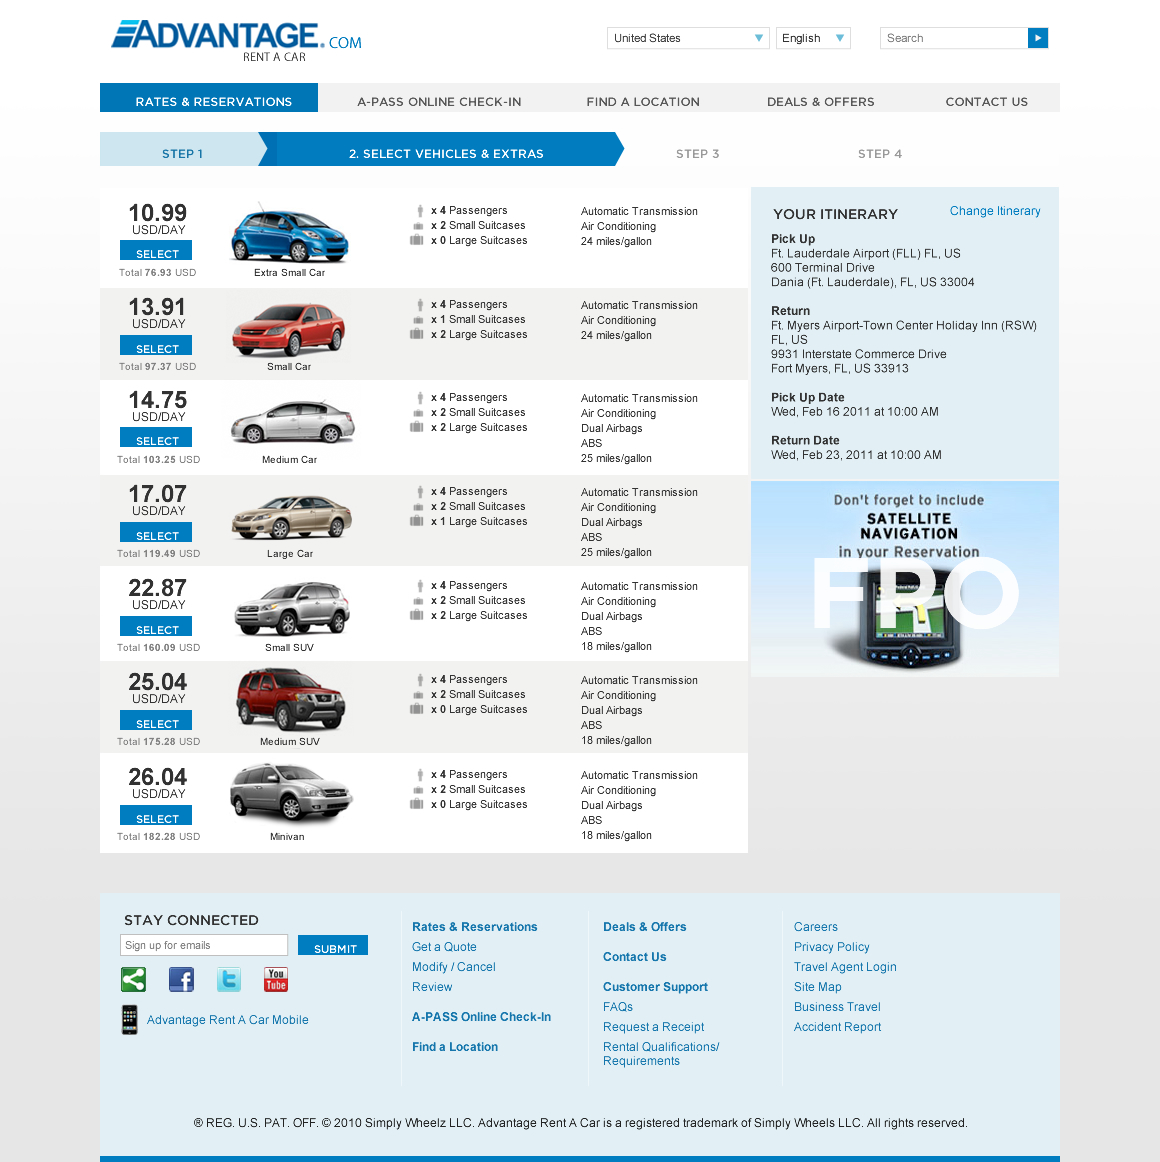 ADVANTAGE.COM
RENT A CAR
United States
English
Search
RATES & RESERVATIONS
A-PASS ONLINE CHECK-IN
FIND A LOCATION
DEALS & OFFERS
CONTACT US
STEP 1
2. SELECT VEHICLES & EXTRAS
STEP 3
STEP 4
10.99
USD/DAY
SELECT
Total 76.93 USD
Extra Small Car
x 4 Passengers
x 2 Small Suitcases
x 0 Large Suitcases
Automatic Transmission
Air Conditioning
24 miles/gallon
13.91
USD/DAY
SELECT
Total 97.37 USD
Small Car
x 4 Passengers
x 1 Small Suitcases
x 2 Large Suitcases
Automatic Transmission
Air Conditioning
24 miles/gallon
14.75
USD/DAY
SELECT
Total 103.25 USD
Medium Car
x 4 Passengers
x 2 Small Suitcases
x 2 Large Suitcases
Automatic Transmission
Air Conditioning
Dual Airbags
ABS
25 miles/gallon
17.07
USD/DAY
SELECT
Total 119.49 USD
Large Car
x 4 Passengers
x 2 Small Suitcases
x 1 Large Suitcases
Automatic Transmission
Air Conditioning
Dual Airbags
ABS
25 miles/gallon
22.87
USD/DAY
SELECT
Total 160.09 USD
Small SUV
x 4 Passengers
x 2 Small Suitcases
x 2 Large Suitcases
Automatic Transmission
Air Conditioning
Dual Airbags
ABS
18 miles/gallon
25.04
USD/DAY
SELECT
Total 175.28 USD
Medium SUV
x 4 Passengers
x 2 Small Suitcases
x 0 Large Suitcases
Automatic Transmission
Air Conditioning
Dual Airbags
ABS
18 miles/gallon
26.04
USD/DAY
SELECT
Total 182.28 USD
Minivan
x 4 Passengers
x 2 Small Suitcases
x 0 Large Suitcases
Automatic Transmission
Air Conditioning
Dual Airbags
ABS
18 miles/gallon
YOUR ITINERARY
Change Itinerary
Pick Up
Ft. Lauderdale Airport (FLL) FL, US
600 Terminal Drive
Dania (Ft. Lauderdale), FL, US 33004
Return
Ft. Myers Airport-Town Center Holiday Inn (RSW)
FL, US
9931 Interstate Commerce Drive
Fort Myers, FL, US 33913
Pick Up Date
Wed, Feb 16 2011 at 10:00 AM
Return Date
Wed, Feb 23, 2011 at 10:00 AM
Don't forget to include
SATELLITE
NAVIGATION
in your Reservation
FPO
STAY CONNECTED
Sign up for emails
SUBMIT
You
Tube
Advantage Rent A Car Mobile
Rates & Reservations
Get a Quote
Modify / Cancel
Review
A-PASS Online Check-In
Find a Location
Deals & Offers
Contact Us
Customer Support
FAQs
Request a Receipt
Rental Qualifications/
Requirements
Careers
Privacy Policy
Travel Agent Login
Site Map
Business Travel
Accident Report
® REG. U.S. PAT. OFF. © 2010 Simply Wheelz LLC. Advantage Rent A Car is a registered trademark of Simply Wheels LLC. All rights reserved.